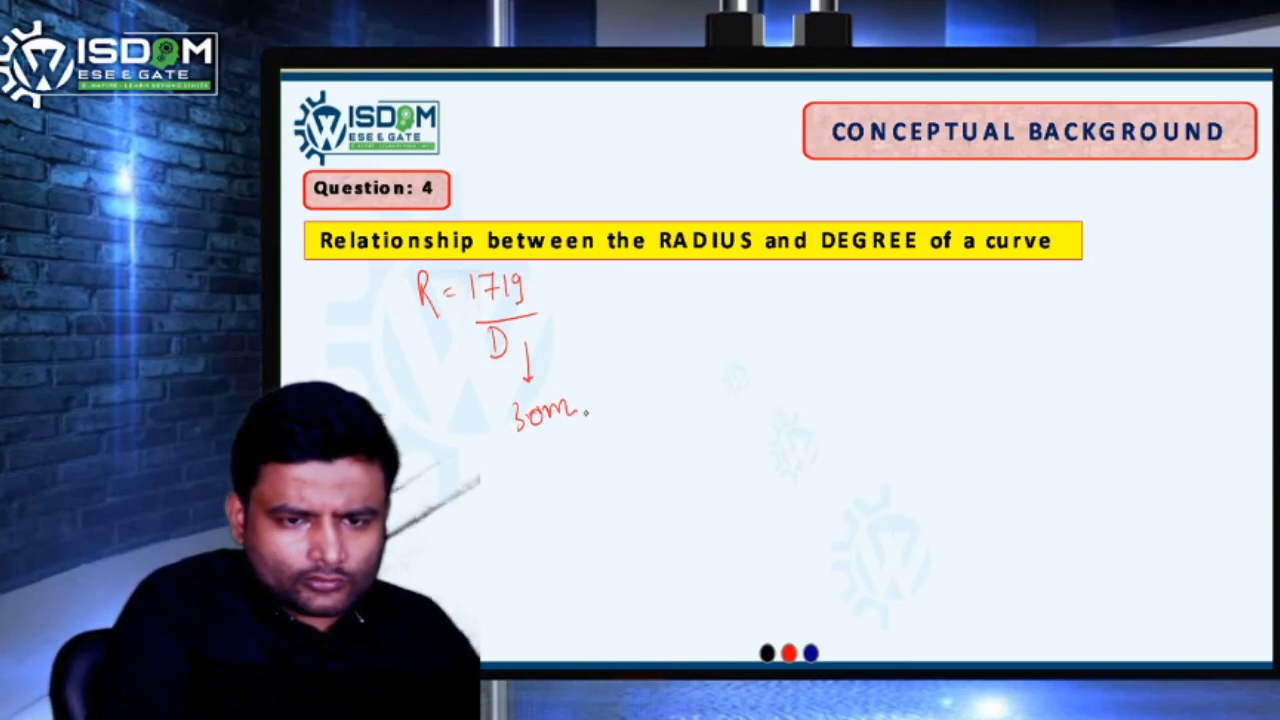 WISDOM
ESE & GATE
WISDOM
ESE & GATE
CONCEPTUAL BACKGROUND
Question: 4
Relationship between the RADIUS and DEGREE of a curve
R = 1719
D
↓
30m